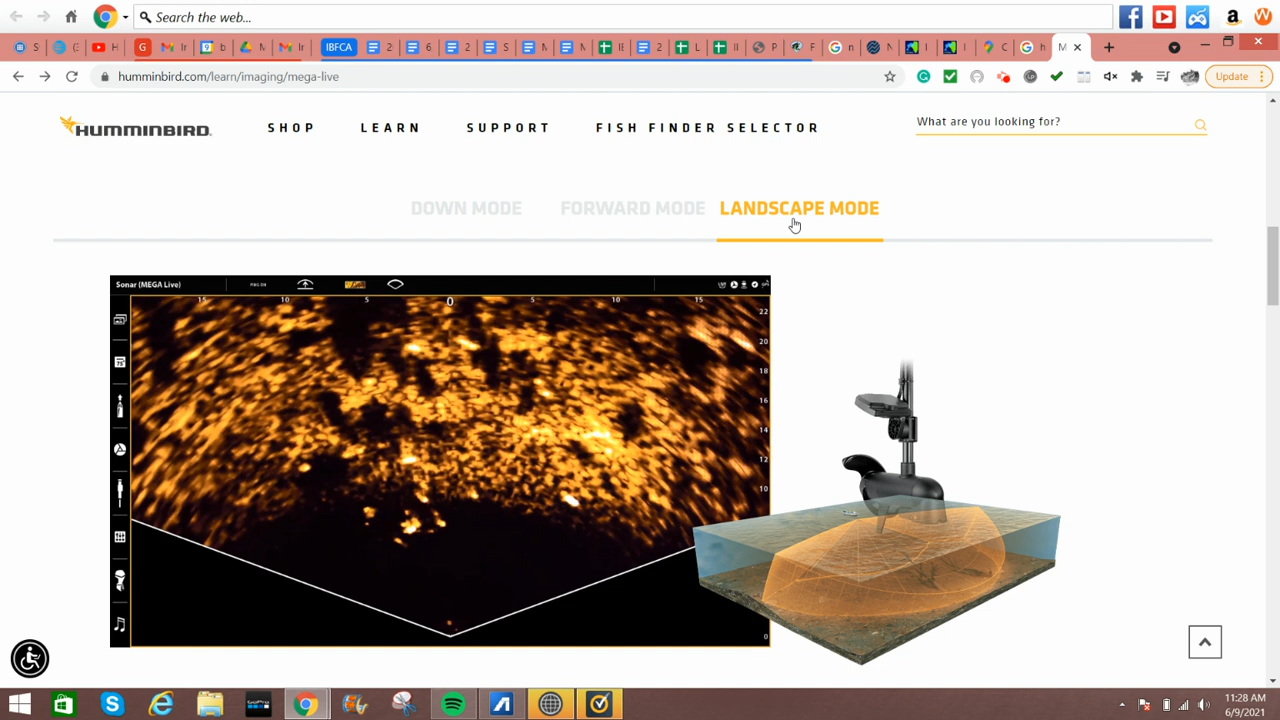 Search the web...
IBFCA
humminbird.com/learn/imaging/mega-live
Update
HUMMINBIRD
SHOP
LEARN
SUPPORT
FISH FINDER SELECTOR
What are you looking for?
DOWN MODE
FORWARD MODE
LANDSCAPE MODE
Sonar (MEGA Live)
15 10 5 0 5 10 15
22
20
18
16
14
12
10
0
11:28 AM
6/9/2021